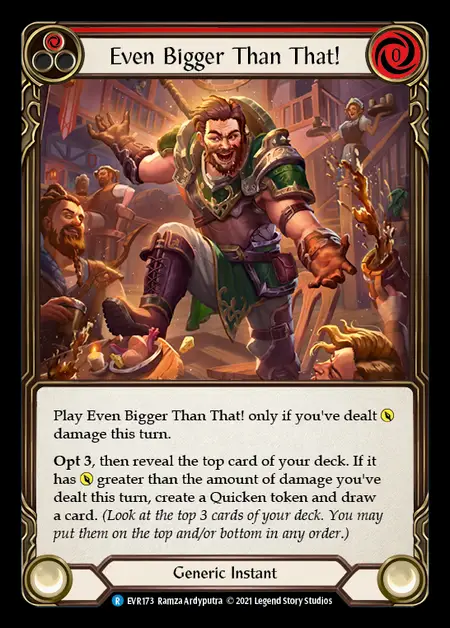 Even Bigger Than That!
0
Play Even Bigger Than That! only if you've dealt
damage this turn.
Opt 3, then reveal the top card of your deck. If it
has greater than the amount of damage you've
dealt this turn, create a Quicken token and draw
a card. (Look at the top 3 cards of your deck. You may
put them on the top and/or bottom in any order.)
Generic Instant
R EVR173 Ramza Ardyputra © 2021 Legend Story Studios